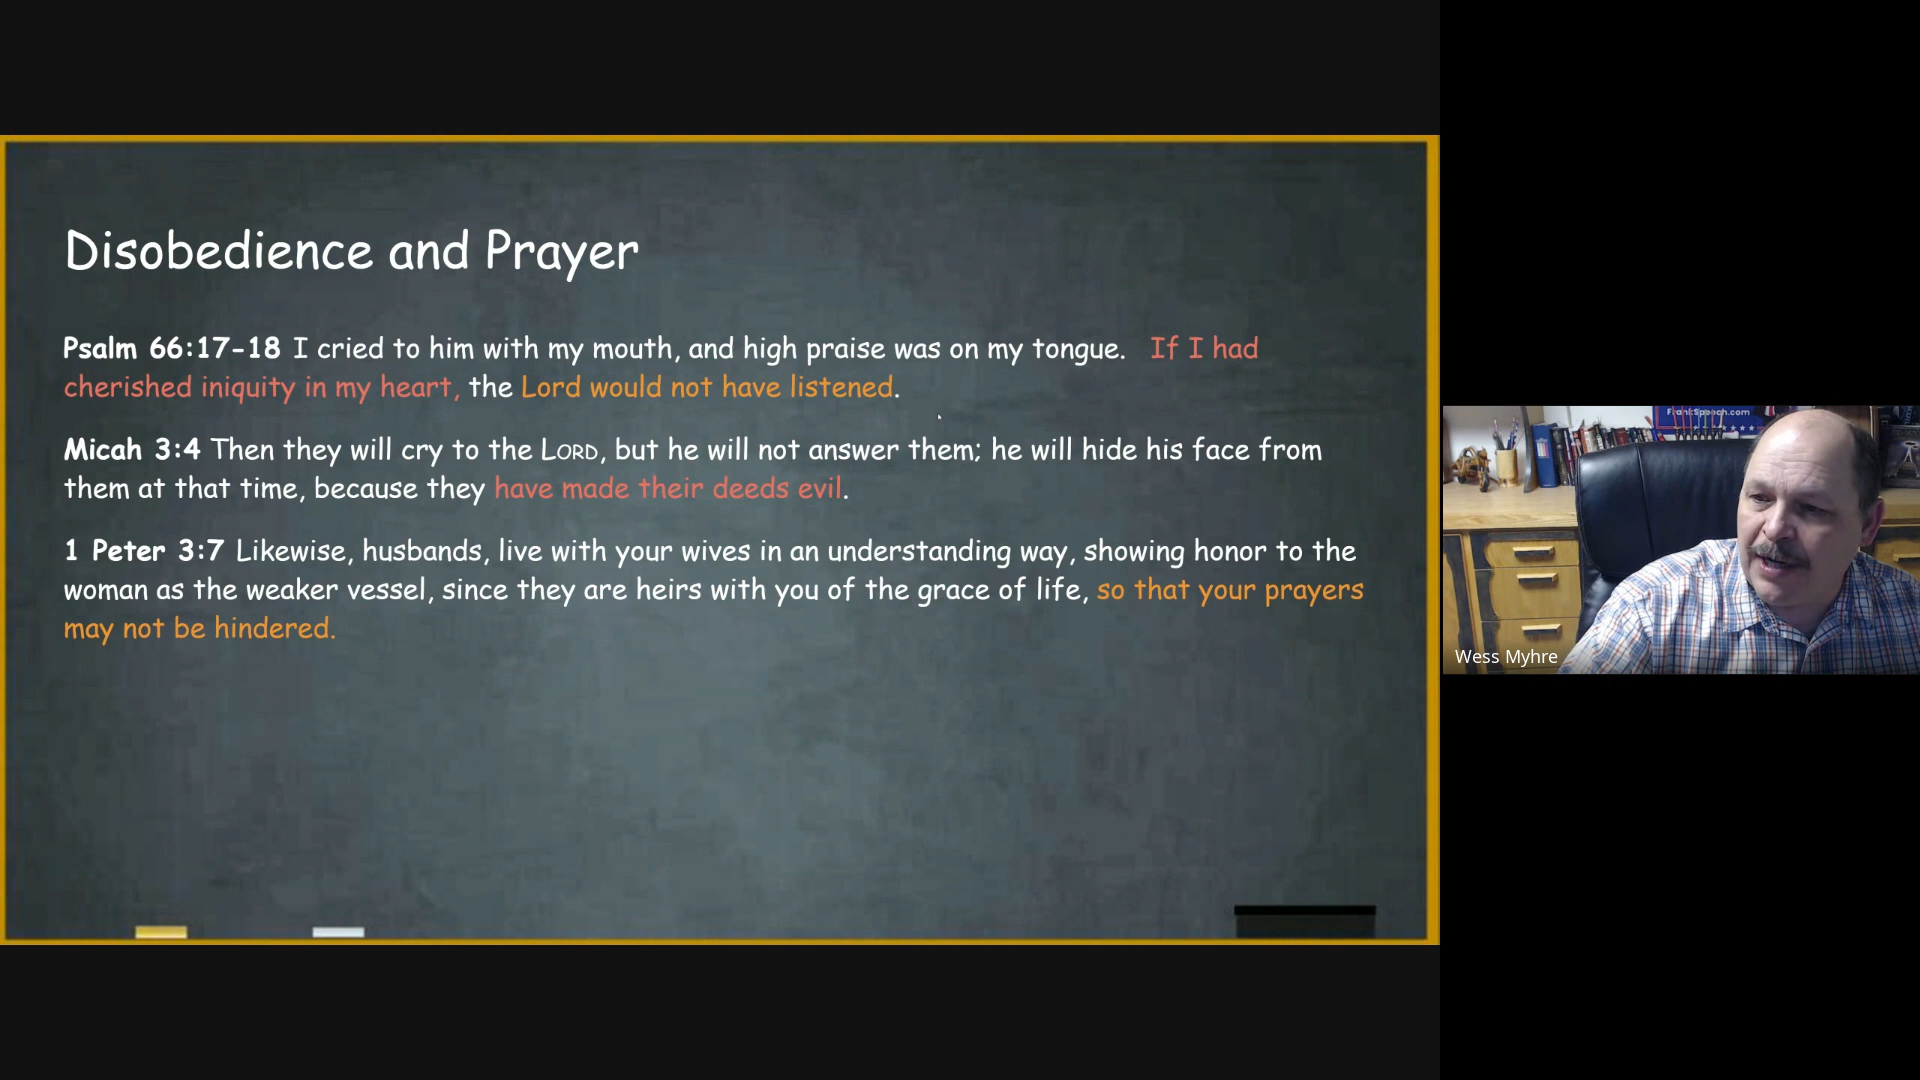 Disobedience and Prayer
Psalm 66:17-18 I cried to him with my mouth, and high praise was on my tongue. If I had
cherished iniquity in my heart, the Lord would not have listened.
Micah 3:4 Then they will cry to the LORD, but he will not answer them; he will hide his face from
them at that time, because they have made their deeds evil.
1 Peter 3:7 Likewise, husbands, live with your wives in an understanding way, showing honor to the
woman as the weaker vessel, since they are heirs with you of the grace of life, so that your prayers
may not be hindered.
FrankSpeech.com
Wess Myhre